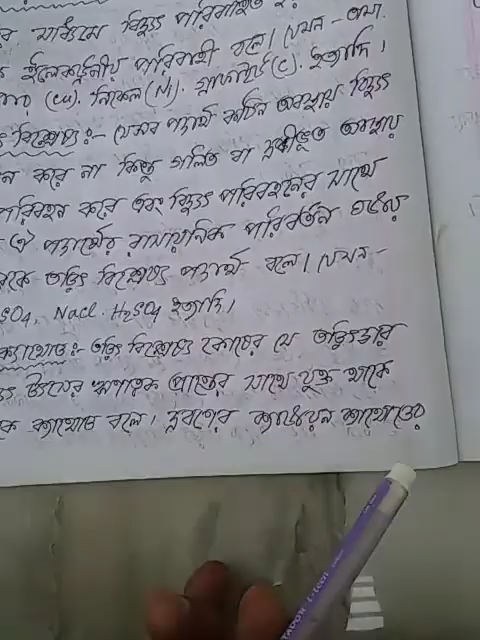 মাধ্যমে বিদ্যুৎ পরিবাহিত হ
ইলেকট্রনীয় পরিবাহী বলে। যেমন - তামা
(Cu). নিকেল (Ni). গ্রাফাইট (C). ইত্যাদি।
বিশ্লেষ্য :- যেসব পদার্থ কঠিন অবস্থায় বিদ্যুৎ
ন করে না কিন্তু গলিত বা দ্রবীভূত অবস্থায়
পরিবহন করে এবং বিদ্যুৎ পরিবহনের সাথে
ঐ পদার্থের রাসায়নিক পরিবর্তন ঘটায়
কে তড়িৎ বিশ্লেষ্য পদার্থ বলে। যেমন -
SO4, NaCl. H2SO4 ইত্যাদি।
ক্যাথোড :- তড়িৎ বিশ্লেষ্য কোষের যে তড়িৎদ্বার
উৎসের ঋণাত্মক প্রান্তের সাথে যুক্ত থাকে
কে ক্যাথোড বলে। দ্রবণের ক্যাটায়ন ক্যাথোডের